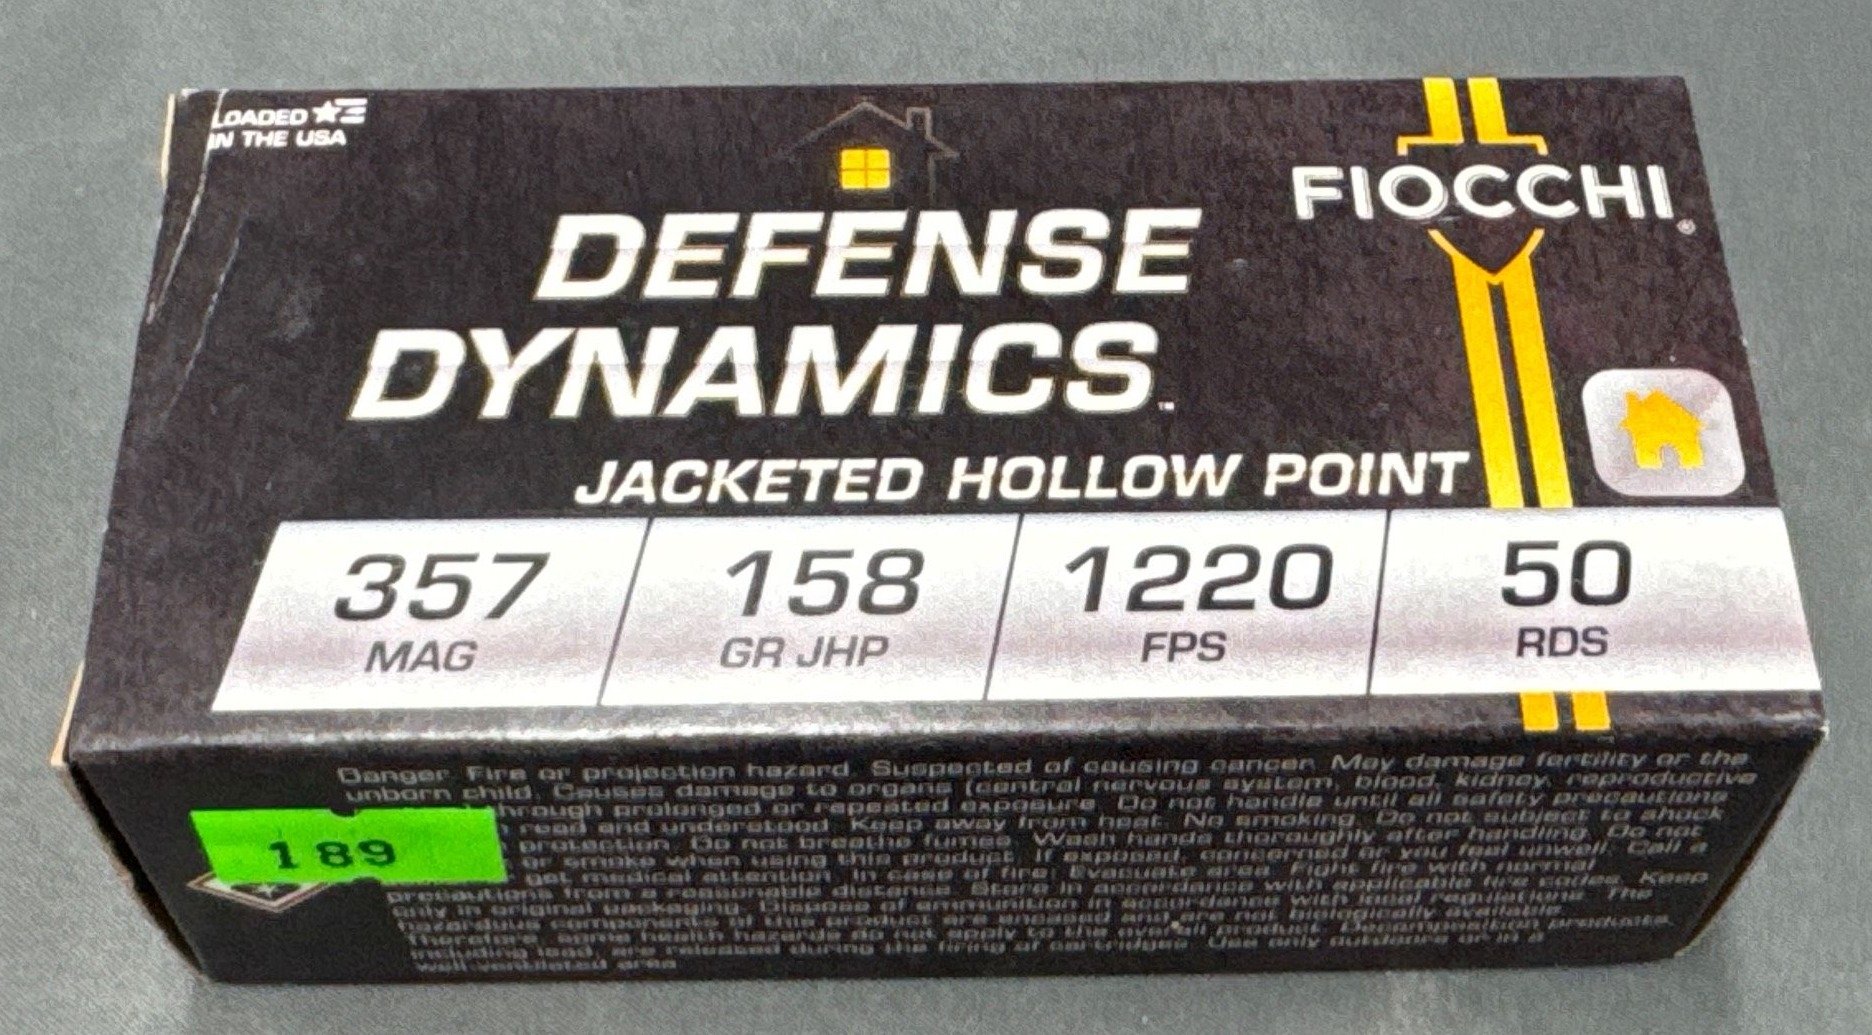 LOADED
IN THE USA
FIOCCHI®
DEFENSE
DYNAMICS™
JACKETED HOLLOW POINT
357 158 1220 50
MAG GR JHP FPS RDS
Danger. Fire or projection hazard. Suspected of causing cancer. May damage fertility or the
unborn child. Causes damage to organs (central nervous system, blood, kidney, reproductive
through prolonged or repeated exposure. Do not handle until all safety precautions
read and understood. Keep away from heat. No smoking. Do not subject to shock
protection. Do not breathe fumes. Wash hands thoroughly after handling. Do not
or smoke when using this product. If exposed, concerned or you feel unwell: Call a
get medical attention. In case of fire: Evacuate area. Fight fire with normal
precautions from a reasonable distance. Store in accordance with applicable fire codes. Keep
only in original packaging. Dispose of ammunition in accordance with local regulations. The
hazardous components of this product are encased and are not biologically available.
Therefore, some health hazards do not apply to the overall product. Decomposition products,
including lead, are released during the firing of cartridges. Use only outdoors or in a
well-ventilated area.
189